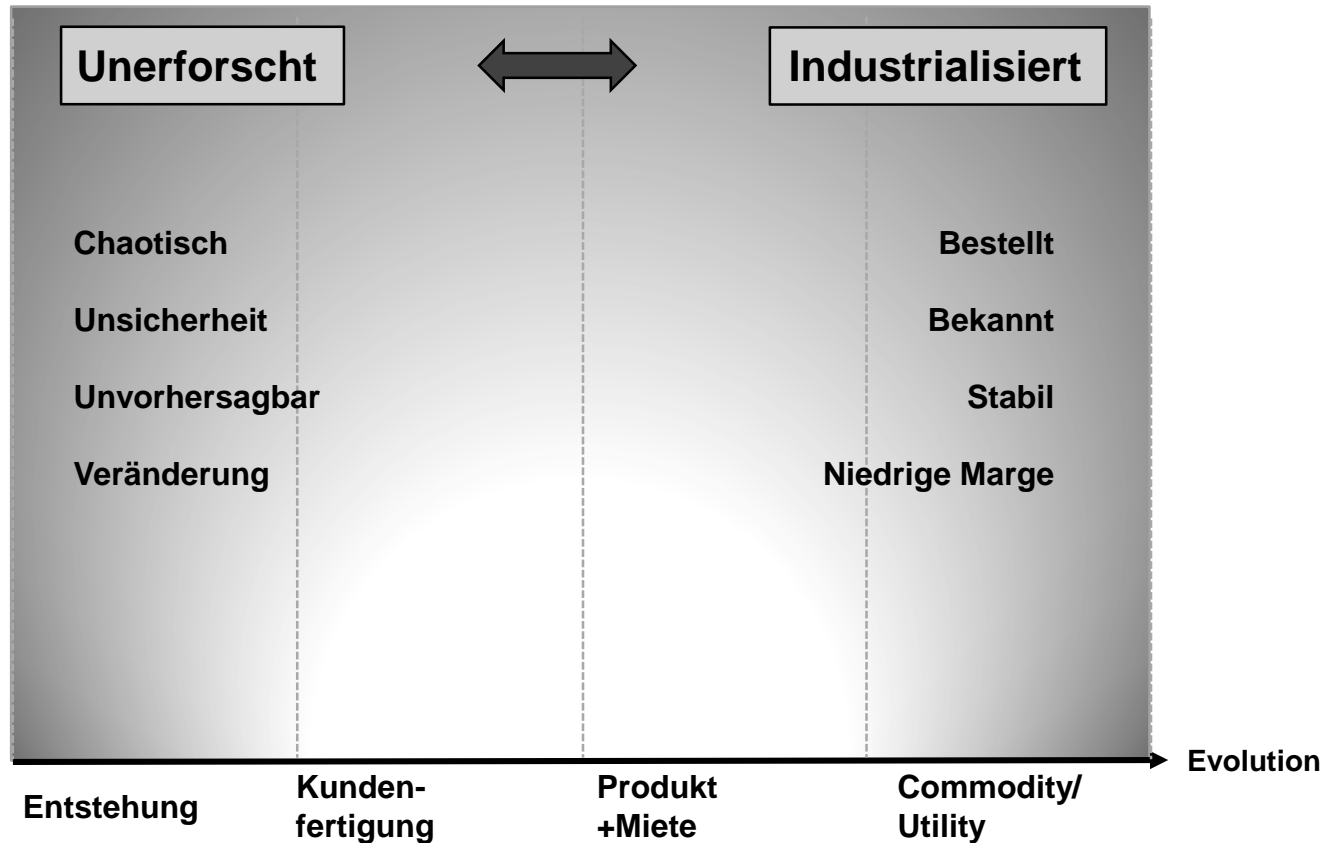 Unerforscht
Industrialisiert
Chaotisch
Bestellt
Unsicherheit
Bekannt
Unvorhersagbar
Stabil
Veränderung
Niedrige Marge
Evolution
Entstehung
Kunden-
fertigung
Produkt
+Miete
Commodity/
Utility